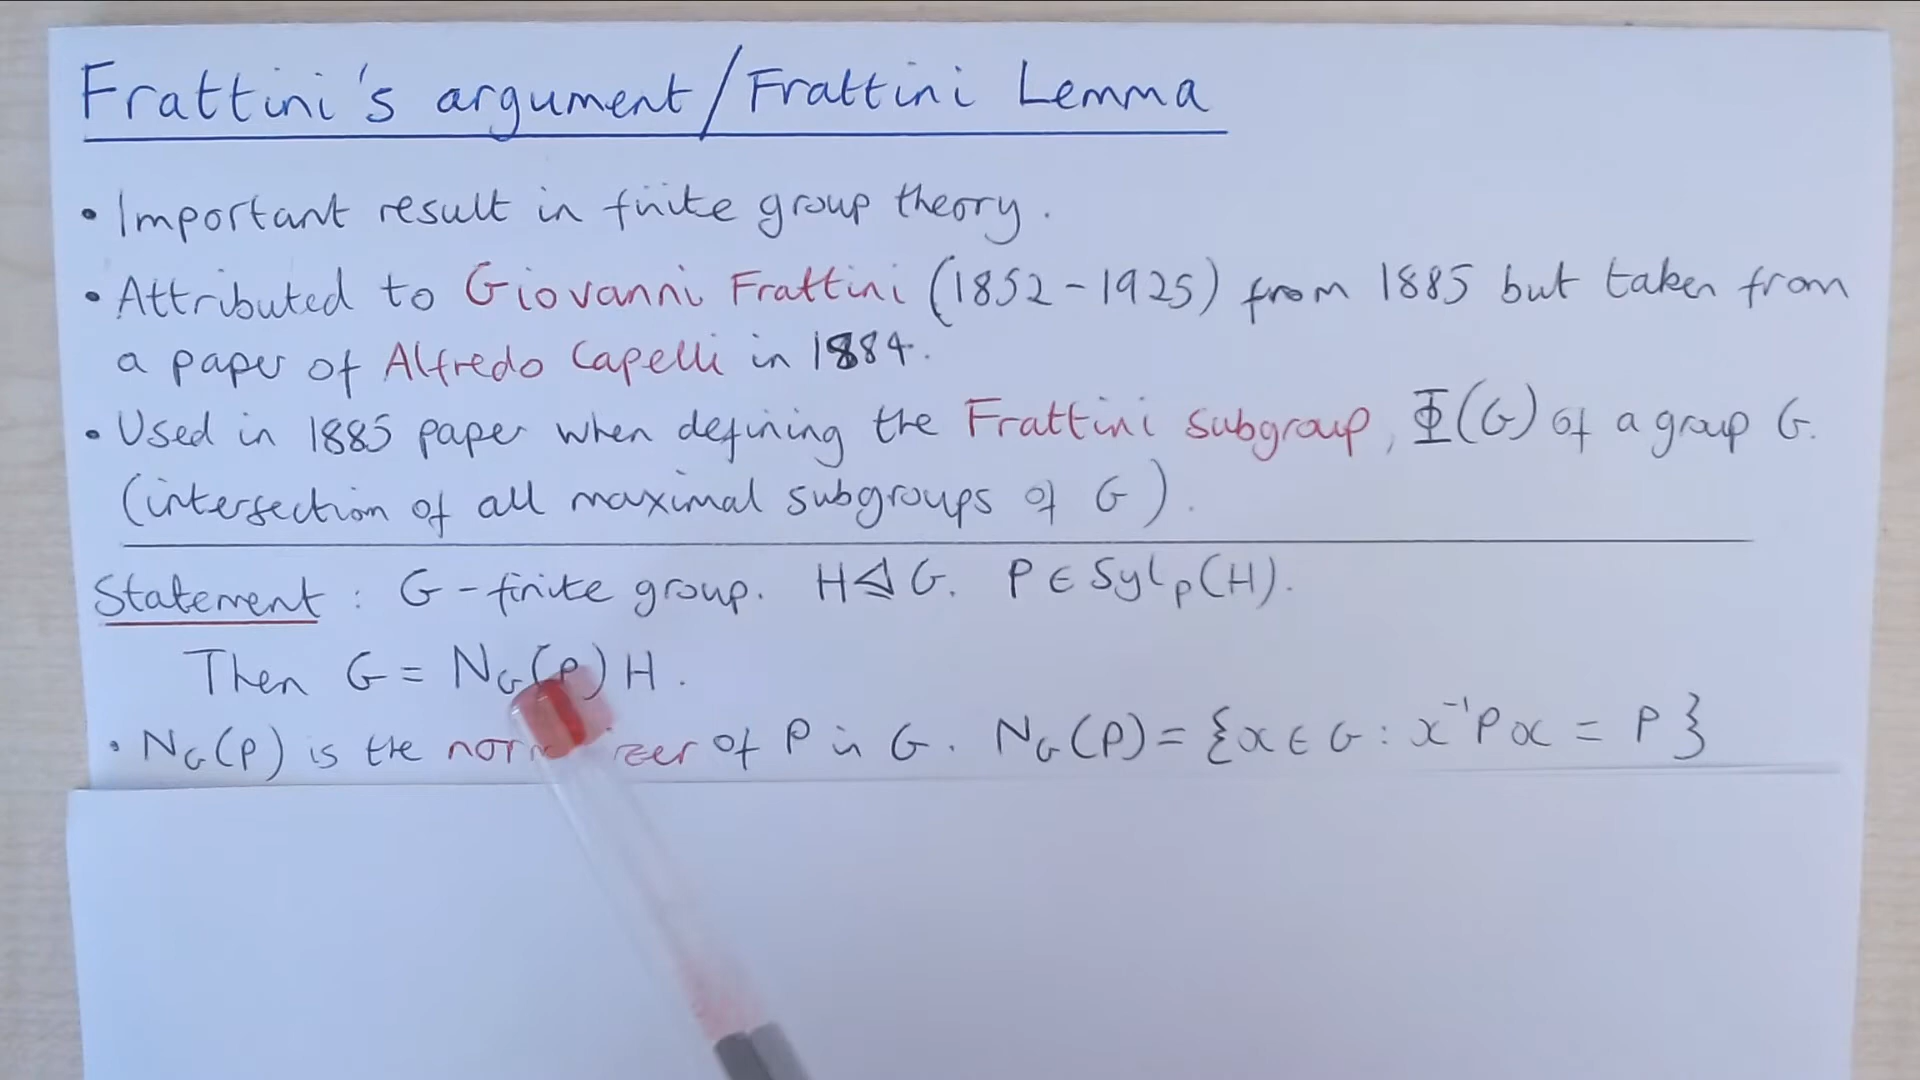 Frattini's argument/Frattini Lemma
• Important result in finite group theory.
• Attributed to Giovanni Frattini (1852-1925) from 1885 but taken from
a paper of Alfredo Capelli in 1884.
• Used in 1885 paper when defining the Frattini subgroup, Φ(G) of a group G.
(intersection of all maximal subgroups of G).
Statement : G - finite group. H⊴G. P ∈ Syl_p(H).
Then G = N_G(P)H.
• N_G(P) is the of P in G. N_G(P) = {x ∈ G : x⁻¹Px = P}